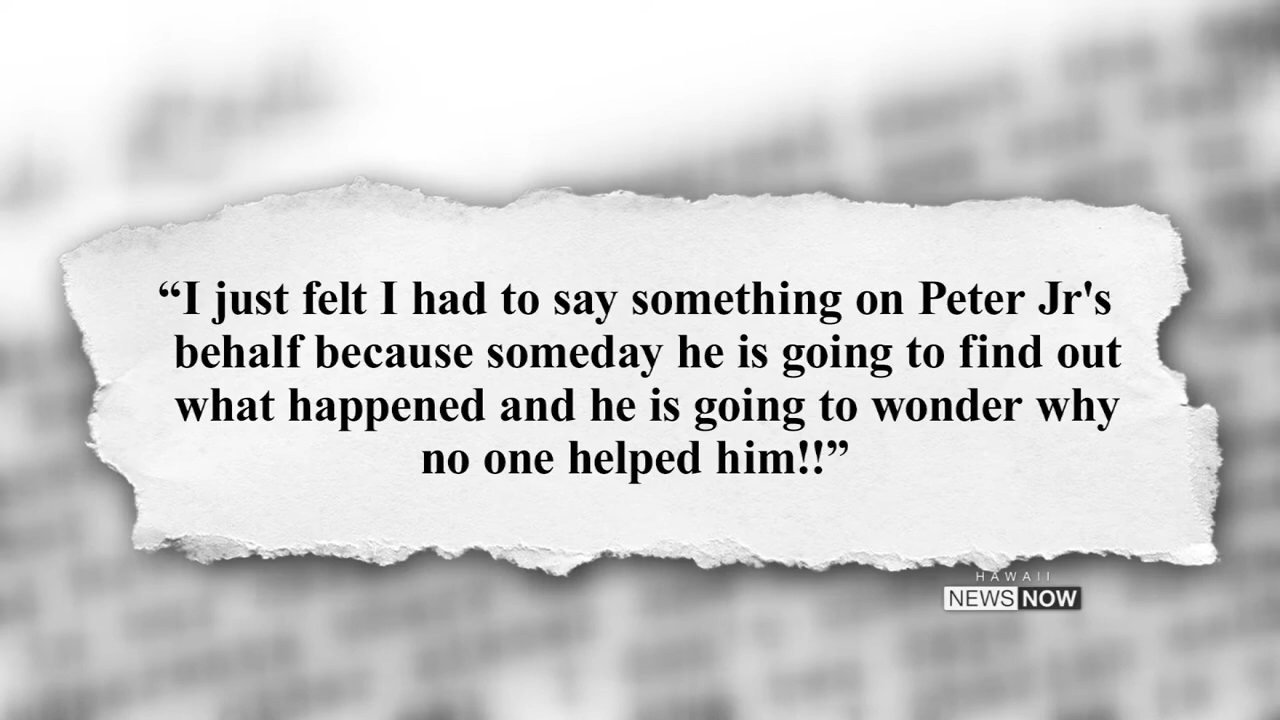 “I just felt I had to say something on Peter Jr's
behalf because someday he is going to find out
what happened and he is going to wonder why
no one helped him!!”
HAWAII
NEWS NOW